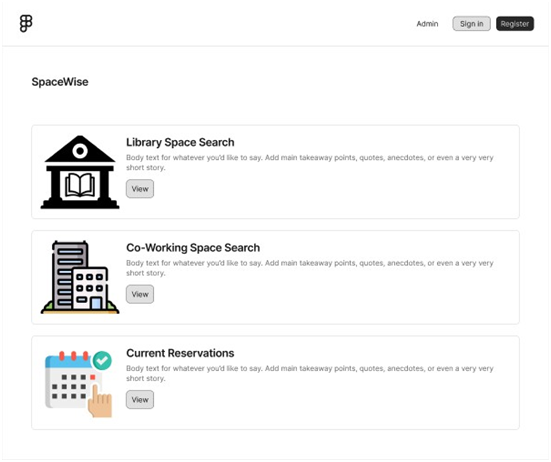 Admin Sign in Register
SpaceWise
Library Space Search
Body text for whatever you'd like to say. Add main takeaway points, quotes, anecdotes, or even a very very
short story.
View
Co-Working Space Search
Body text for whatever you'd like to say. Add main takeaway points, quotes, anecdotes, or even a very very
short story.
View
Current Reservations
Body text for whatever you'd like to say. Add main takeaway points, quotes, anecdotes, or even a very very
short story.
View